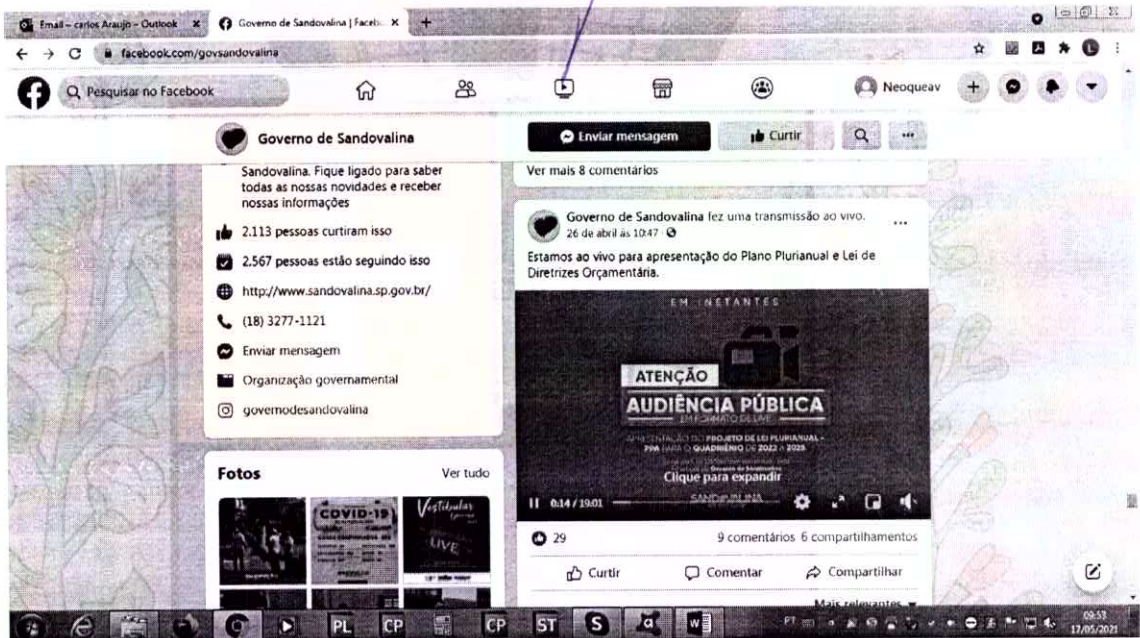 Email – carlos Araujo – Outlook
Governo de Sandovalina | Faceb
facebook.com/govsandovalina
Pesquisar no Facebook
Neoqueav
Governo de Sandovalina
Enviar mensagem
Curtir
Sandovalina. Fique ligado para saber
todas as nossas novidades e receber
nossas informações
2.113 pessoas curtiram isso
2.567 pessoas estão seguindo isso
http://www.sandovalina.sp.gov.br/
(18) 3277-1121
Enviar mensagem
Organização governamental
governodesandovalina
Fotos
Ver tudo
COVID-19
Vestibular
LIVE
Ver mais 8 comentários
Governo de Sandovalina fez uma transmissão ao vivo.
26 de abril às 10:47
Estamos ao vivo para apresentação do Plano Plurianual e Lei de
Diretrizes Orçamentária.
EM INSTANTES
ATENÇÃO
AUDIÊNCIA PÚBLICA
EM FORMATO DE LIVE
APRESENTAÇÃO DO PROJETO DE LEI PLURIANUAL -
PPA PARA O QUADRIÊNIO DE 2022 A 2025
Clique para expandir
SANDOVALINA
0:14 / 19:01
29
9 comentários 6 compartilhamentos
Curtir
Comentar
Compartilhar
Mais relevantes
PL
CP
CP
ST
S
W
PT
09:53
17/05/2021